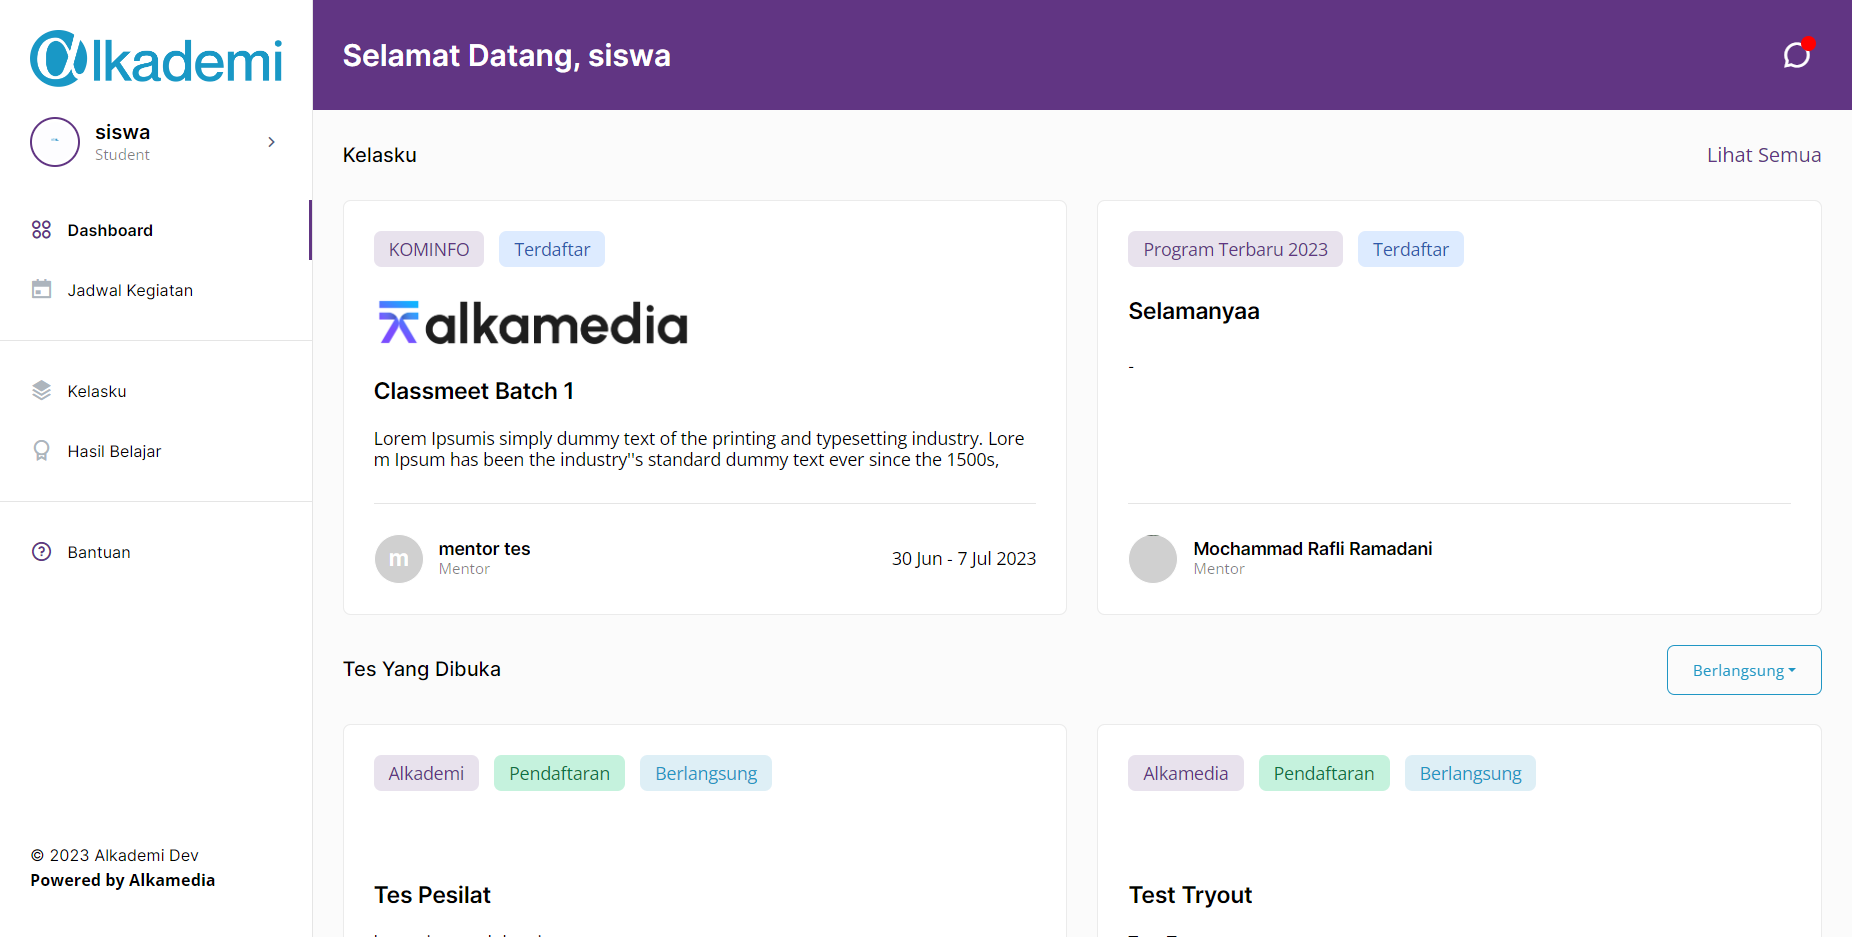 alkademi
siswa
Student
Dashboard
Jadwal Kegiatan
Kelasku
Hasil Belajar
Bantuan
© 2023 Alkademi Dev
Powered by Alkamedia
Selamat Datang, siswa
Kelasku
Lihat Semua
KOMINFO
Terdaftar
alkamedia
Classmeet Batch 1
Lorem Ipsumis simply dummy text of the printing and typesetting industry. Lore
m Ipsum has been the industry''s standard dummy text ever since the 1500s,
m
mentor tes
Mentor
30 Jun - 7 Jul 2023
Program Terbaru 2023
Terdaftar
Selamanyaa
-
Mochammad Rafli Ramadani
Mentor
Tes Yang Dibuka
Berlangsung
Alkademi
Pendaftaran
Berlangsung
Tes Pesilat
Alkamedia
Pendaftaran
Berlangsung
Test Tryout